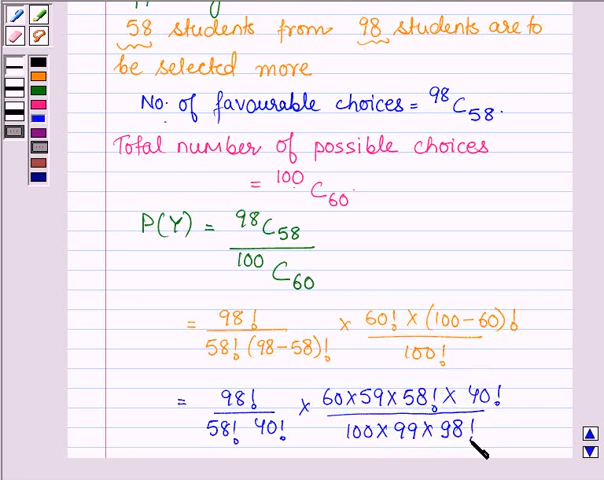 58 students from 98 students are to
be selected more
No. of favourable choices = ⁹⁸C₅₈.
Total number of possible choices
= ¹⁰⁰C₆₀.
P(Y) = ⁹⁸C₅₈ / ¹⁰⁰C₆₀
= 98! / 58! (98-58)! × 60! × (100-60)! / 100!
= 98! / 58! 40! × 60×59×58! × 40! / 100×99×98!